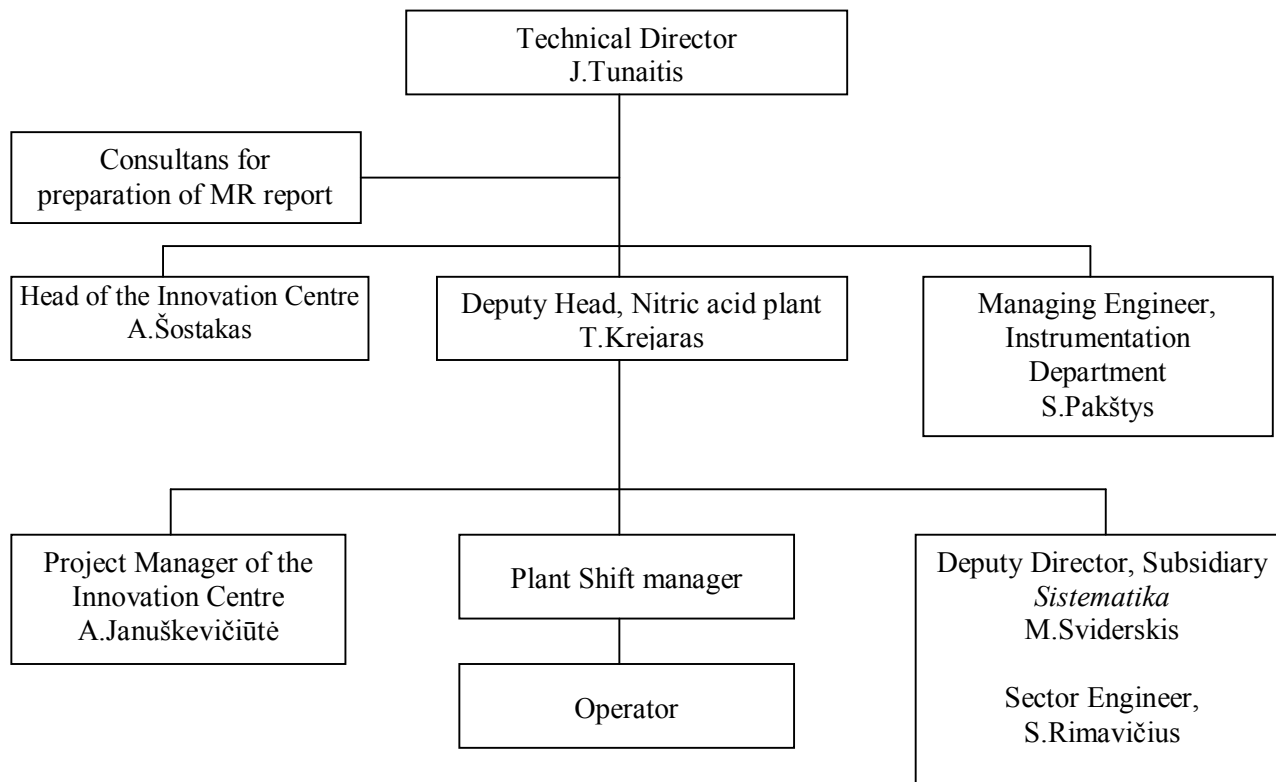 Technical Director
J.Tunaitis
Consultans for
preparation of MR report
Head of the Innovation Centre
A.Šostakas
Deputy Head, Nitric acid plant
T.Krejaras
Managing Engineer,
Instrumentation
Department
S.Pakštys
Project Manager of the
Innovation Centre
A.Januškevičiūtė
Plant Shift manager
Operator
Deputy Director, Subsidiary
Sistematika
M.Sviderskis
Sector Engineer,
S.Rimavičius